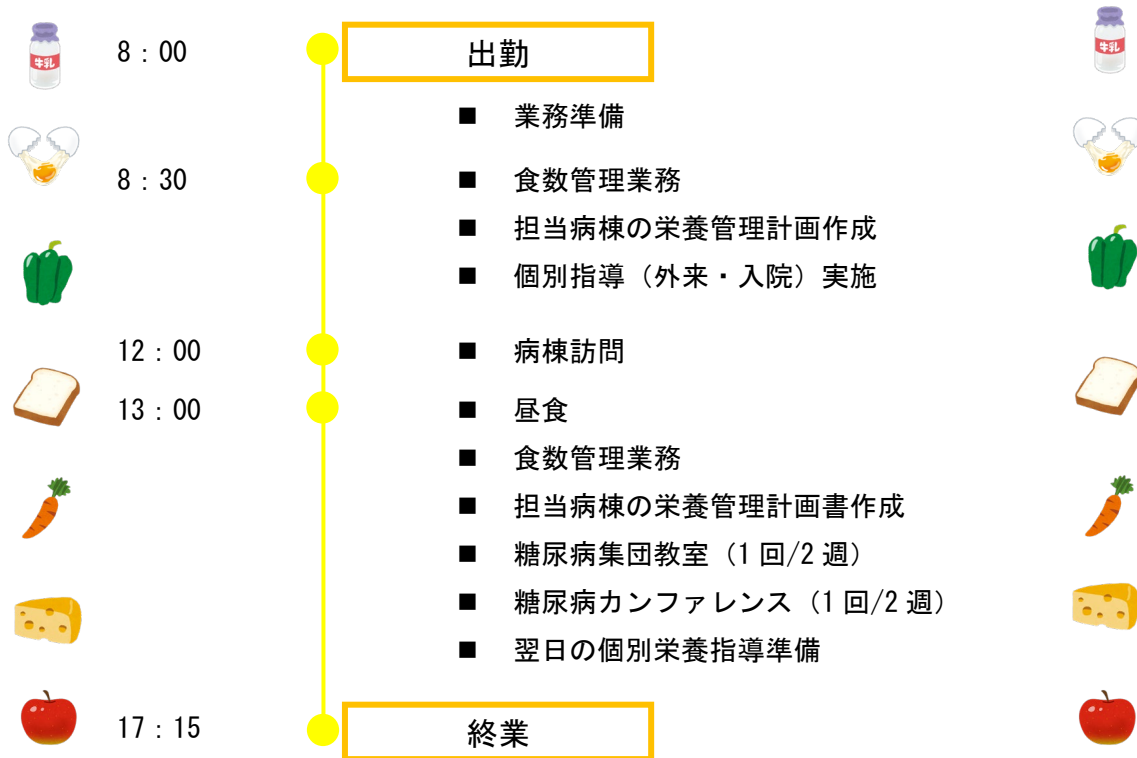 牛乳
牛乳
8：00 出勤
■ 業務準備
8：30 ■ 食数管理業務
■ 担当病棟の栄養管理計画作成
■ 個別指導（外来・入院）実施
12：00 ■ 病棟訪問
13：00 ■ 昼食
■ 食数管理業務
■ 担当病棟の栄養管理計画書作成
■ 糖尿病集団教室（1回/2週）
■ 糖尿病カンファレンス（1回/2週）
■ 翌日の個別栄養指導準備
17：15 終業